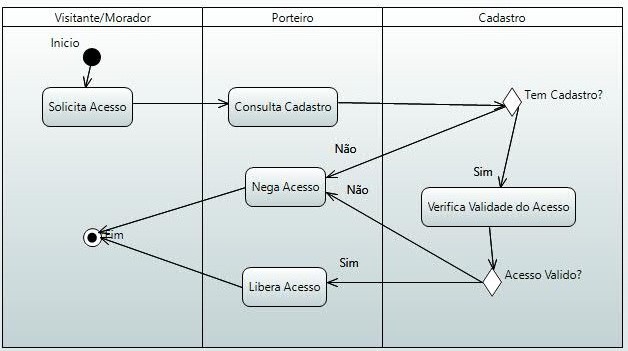 Visitante/Morador
Porteiro
Cadastro
Inicio
Solicita Acesso
Consulta Cadastro
Tem Cadastro?
Não
Sim
Nega Acesso
Não
Verifica Validade do Acesso
Fim
Sim
Libera Acesso
Acesso Valido?